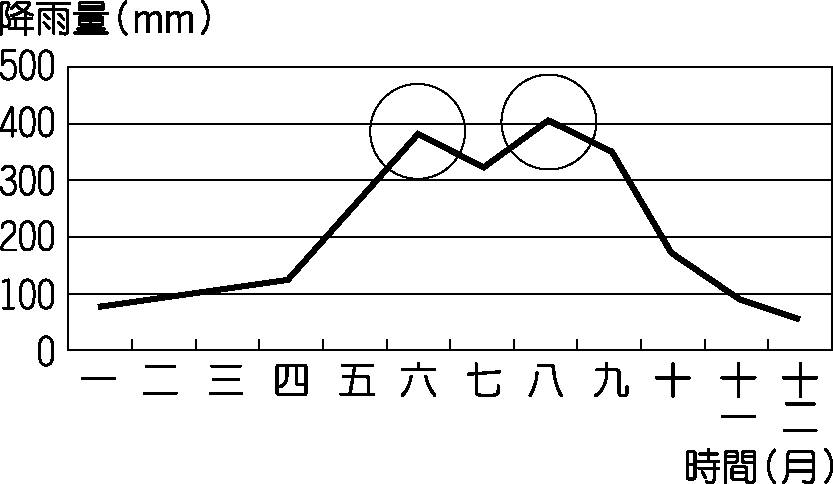 降雨量(mm)
500
400
300
200
100
0
一 二 三 四 五 六 七 八 九 十 十一 十二
時間(月)